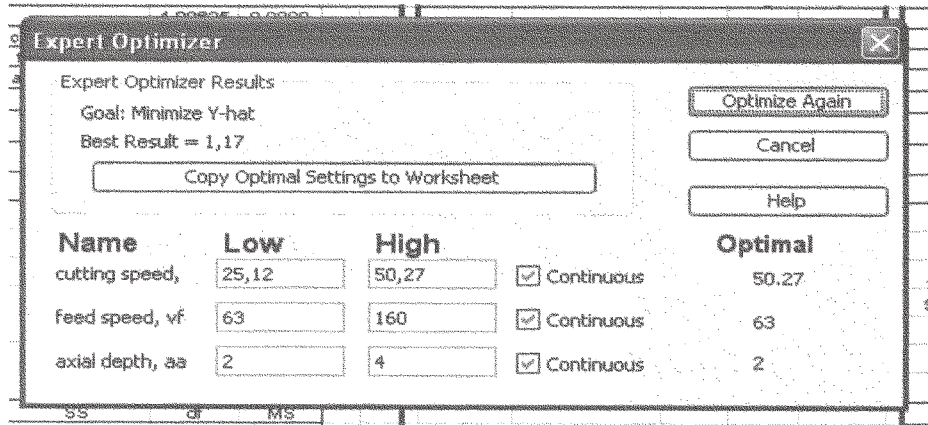 Expert Optimizer
Expert Optimizer Results
Goal: Minimize Y-hat
Best Result = 1,17
Copy Optimal Settings to Worksheet
Optimize Again
Cancel
Help
Name Low High Optimal
cutting speed, 25,12 50,27 Continuous 50.27
feed speed, vf 63 160 Continuous 63
axial depth, aa 2 4 Continuous 2
SS df MS